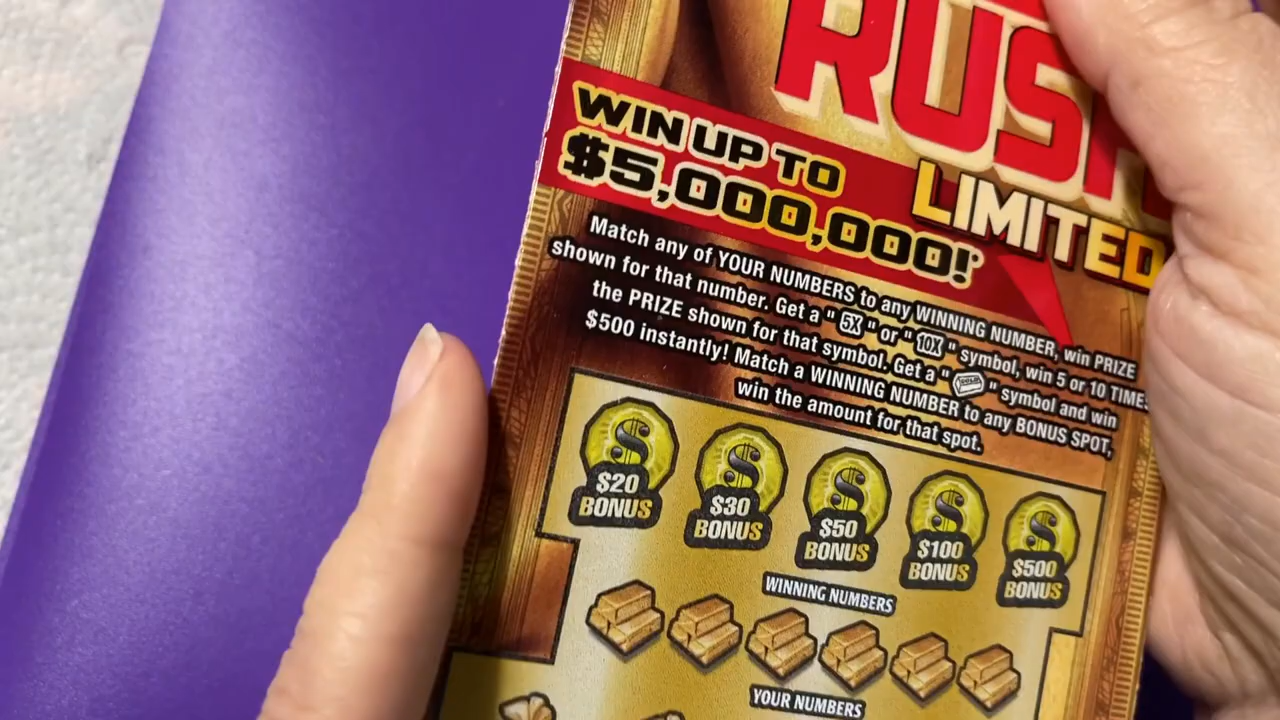 RUSH
LIMITED
WIN UP TO
$5,000,000!
Match any of YOUR NUMBERS to any WINNING NUMBER, win PRIZE
shown for that number. Get a "5X" or "10X" symbol, win 5 or 10 TIMES
the PRIZE shown for that symbol. Get a "GOLD" symbol and win
$500 instantly! Match a WINNING NUMBER to any BONUS SPOT,
win the amount for that spot.
$20 BONUS
$30 BONUS
$50 BONUS
$100 BONUS
$500 BONUS
WINNING NUMBERS
YOUR NUMBERS